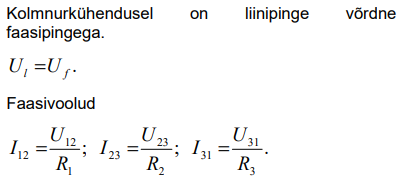 Kolmnurkühendusel on liinipinge võrdne
faasipingega.
U_l = U_f.
Faasivoolud
I_12 = U_12 / R_1; I_23 = U_23 / R_2; I_31 = U_31 / R_3.